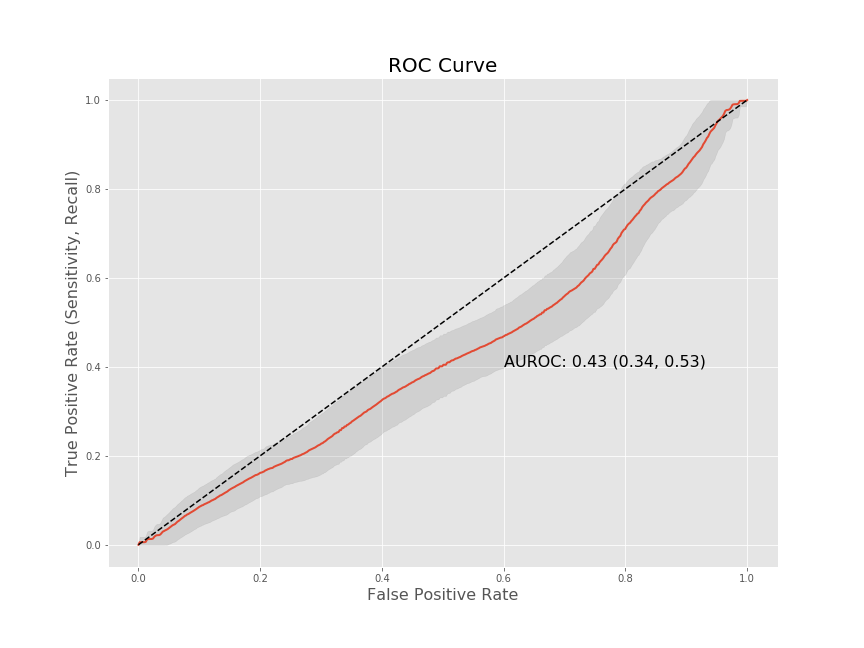 ROC Curve
True Positive Rate (Sensitivity, Recall)
1.0
0.8
0.6
0.4
0.2
0.0
AUROC: 0.43 (0.34, 0.53)
0.0 0.2 0.4 0.6 0.8 1.0
False Positive Rate